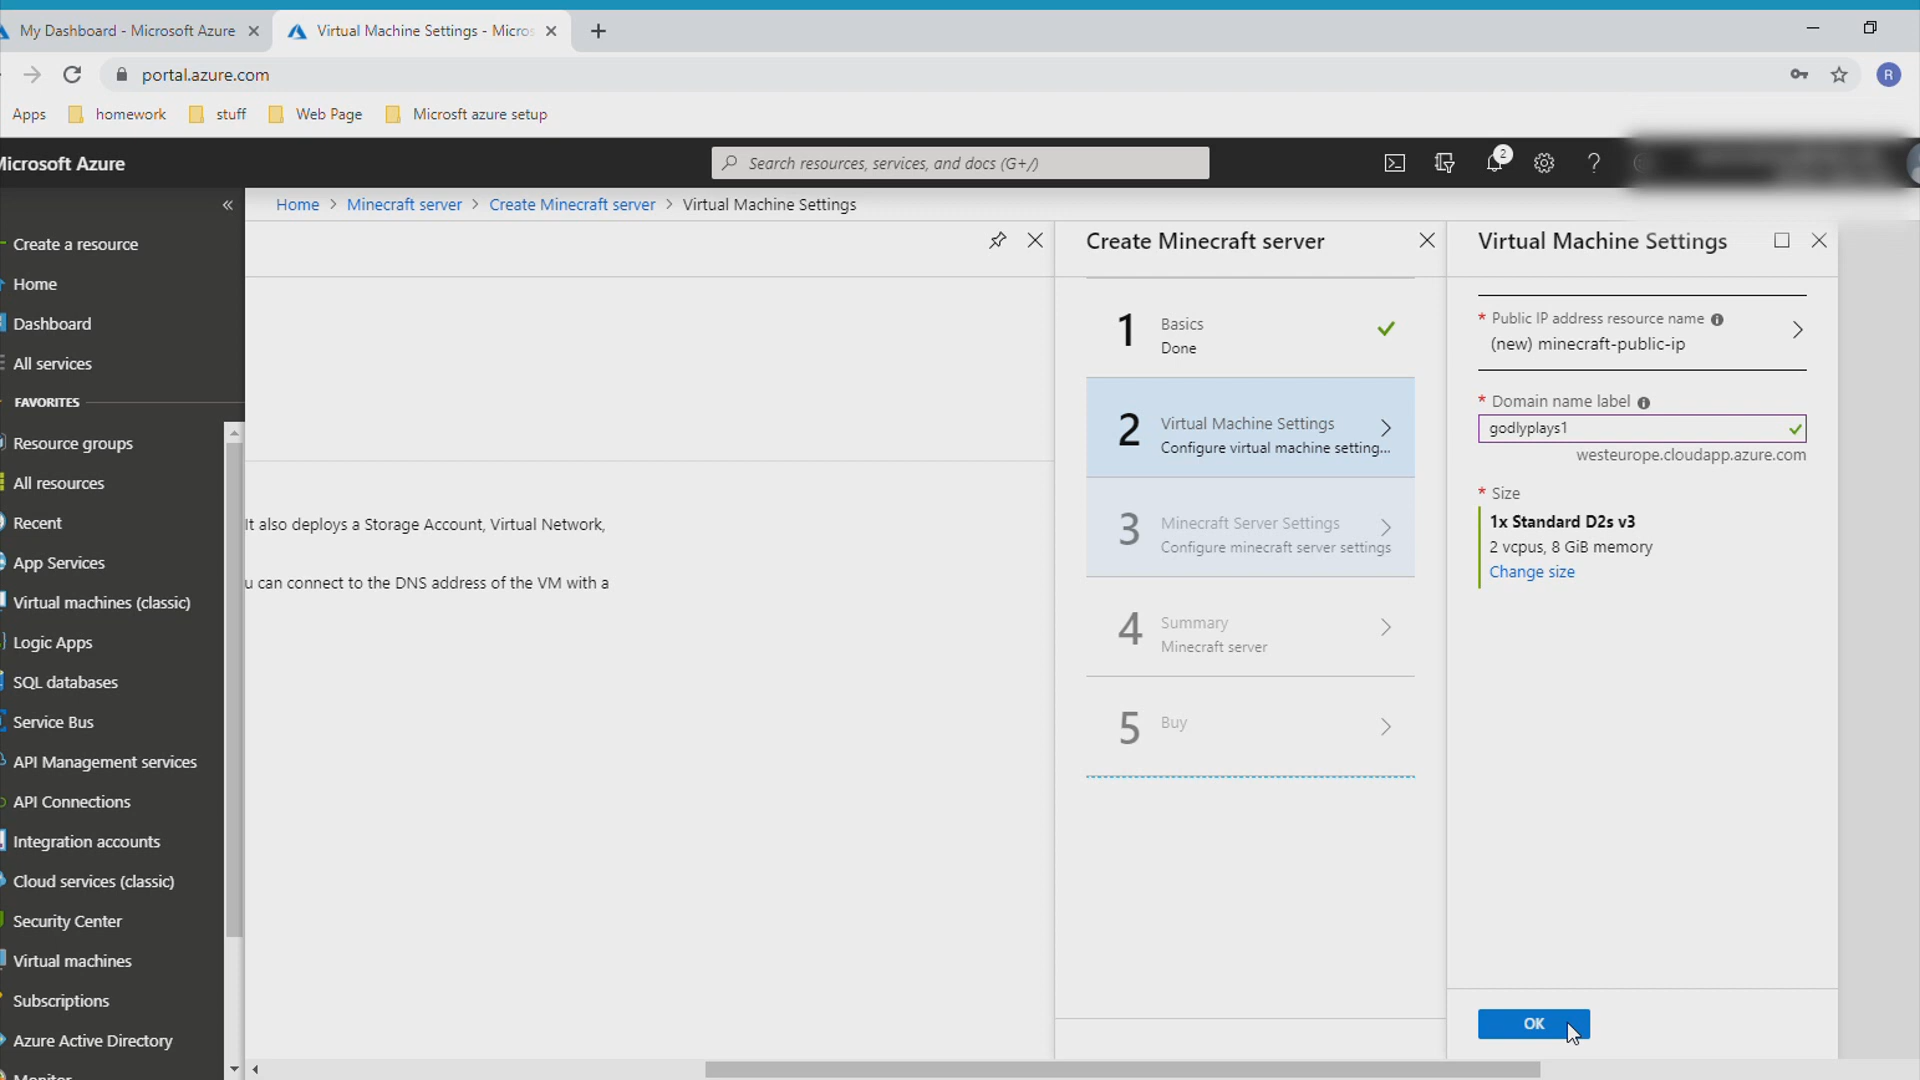 My Dashboard - Microsoft Azure
Virtual Machine Settings - Micros
portal.azure.com
R
Apps
homework
stuff
Web Page
Microsft azure setup
Microsoft Azure
Search resources, services, and docs (G+/)
2
Home > Minecraft server > Create Minecraft server > Virtual Machine Settings
Create a resource
Home
Dashboard
All services
FAVORITES
Resource groups
All resources
Recent
App Services
Virtual machines (classic)
Logic Apps
SQL databases
Service Bus
API Management services
API Connections
Integration accounts
Cloud services (classic)
Security Center
Virtual machines
Subscriptions
Azure Active Directory
Monitor
It also deploys a Storage Account, Virtual Network,
u can connect to the DNS address of the VM with a
Create Minecraft server
1
Basics
Done
2
Virtual Machine Settings
Configure virtual machine setting...
3
Minecraft Server Settings
Configure minecraft server settings
4
Summary
Minecraft server
5
Buy
Virtual Machine Settings
* Public IP address resource name
(new) minecraft-public-ip
* Domain name label
godlyplays1
westeurope.cloudapp.azure.com
* Size
1x Standard D2s v3
2 vcpus, 8 GiB memory
Change size
OK